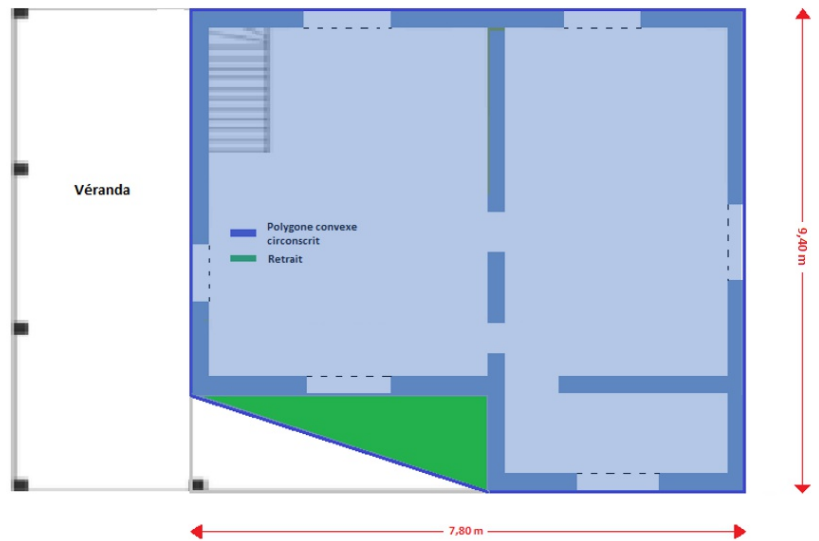 Véranda
Polygone convexe
circonscrit
Retrait
9,40 m
7,80 m